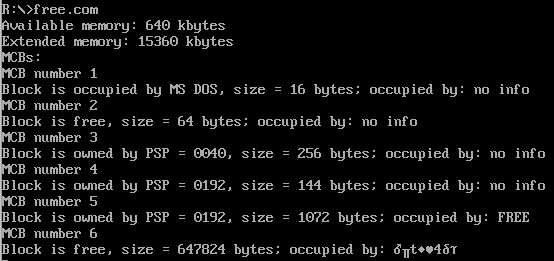 R:\>free.com
Available memory: 640 kbytes
Extended memory: 15360 kbytes
MCBs:
MCB number 1
Block is occupied by MS DOS, size = 16 bytes; occupied by: no info
MCB number 2
Block is free, size = 64 bytes; occupied by: no info
MCB number 3
Block is owned by PSP = 0040, size = 256 bytes; occupied by: no info
MCB number 4
Block is owned by PSP = 0192, size = 144 bytes; occupied by: no info
MCB number 5
Block is owned by PSP = 0192, size = 1072 bytes; occupied by: FREE
MCB number 6
Block is free, size = 647824 bytes; occupied by: